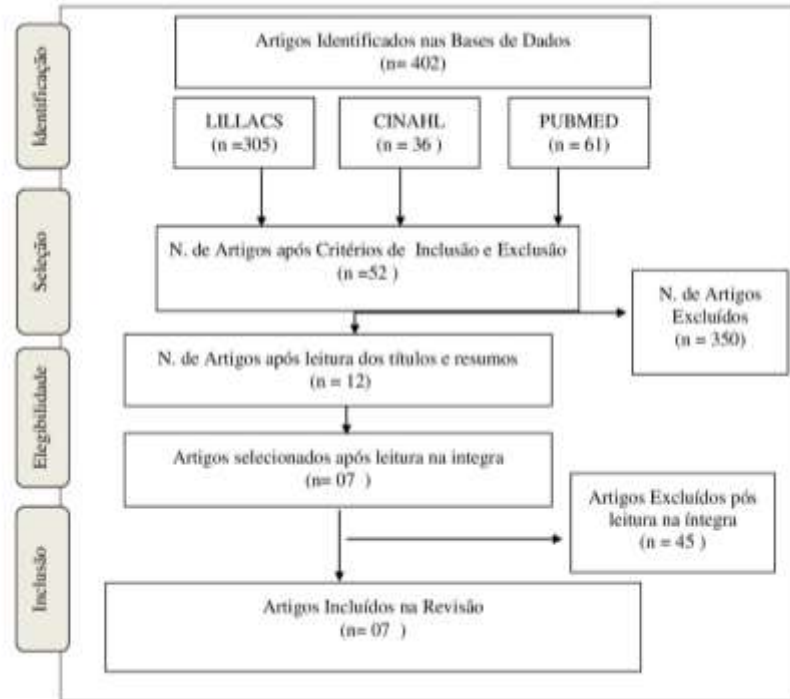 Identificação
Artigos Identificados nas Bases de Dados
(n= 402)
LILLACS
(n =305)
CINAHL
(n = 36 )
PUBMED
(n = 61)
Seleção
N. de Artigos após Critérios de Inclusão e Exclusão
(n =52 )
N. de Artigos
Excluídos
(n = 350)
Elegibilidade
N. de Artigos após leitura dos títulos e resumos
(n = 12)
Artigos selecionados após leitura na integra
(n= 07 )
Artigos Excluídos pós
leitura na íntegra
(n = 45 )
Inclusão
Artigos Incluídos na Revisão
(n= 07 )